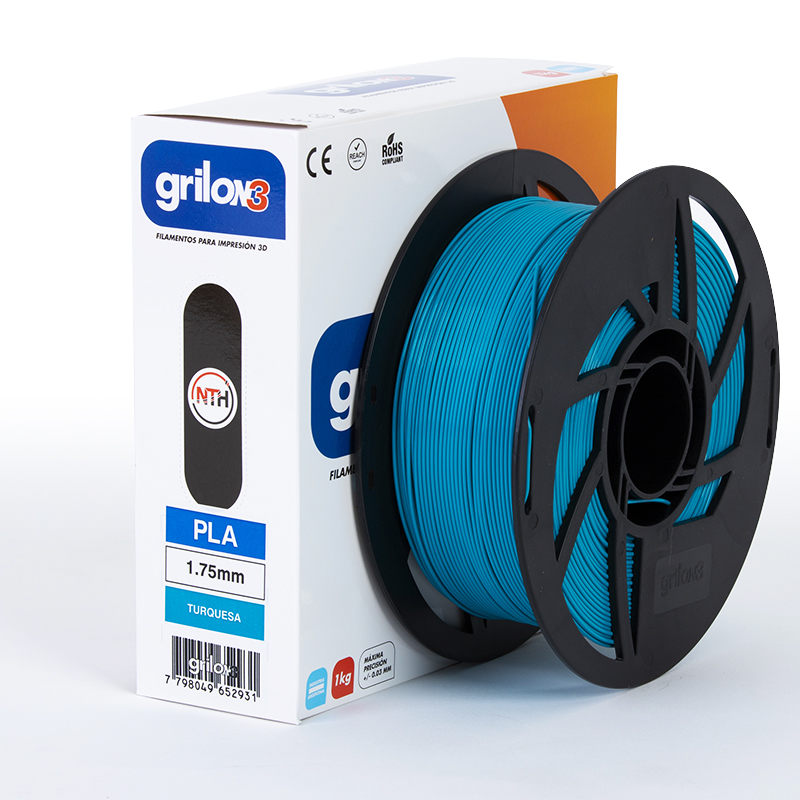 grilon3
FILAMENTOS PARA IMPRESIÓN 3D
NTH
PLA
1.75mm
TURQUESA
grilon3
7 798049 652931
grilon3
CE
REACH
RoHS
COMPLIANT
g
FILAM
1kg
MÁXIMA
PRECISIÓN
+/- 0.03 MM
grilon3